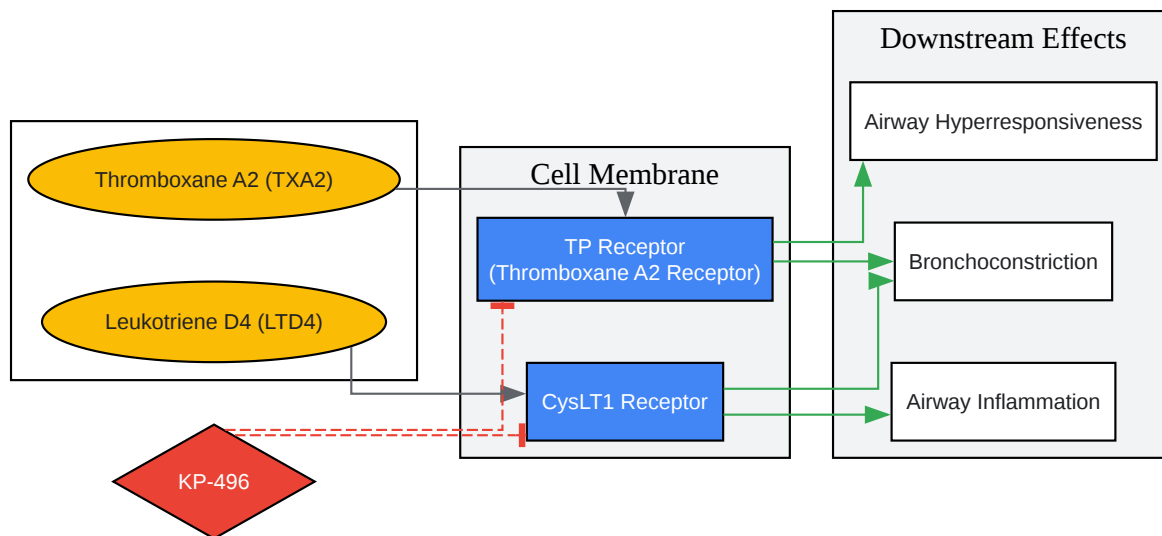 Thromboxane A2 (TXA2)
Leukotriene D4 (LTD4)
KP-496
Cell Membrane
TP Receptor
(Thromboxane A2 Receptor)
CysLT1 Receptor
Downstream Effects
Airway Hyperresponsiveness
Bronchoconstriction
Airway Inflammation